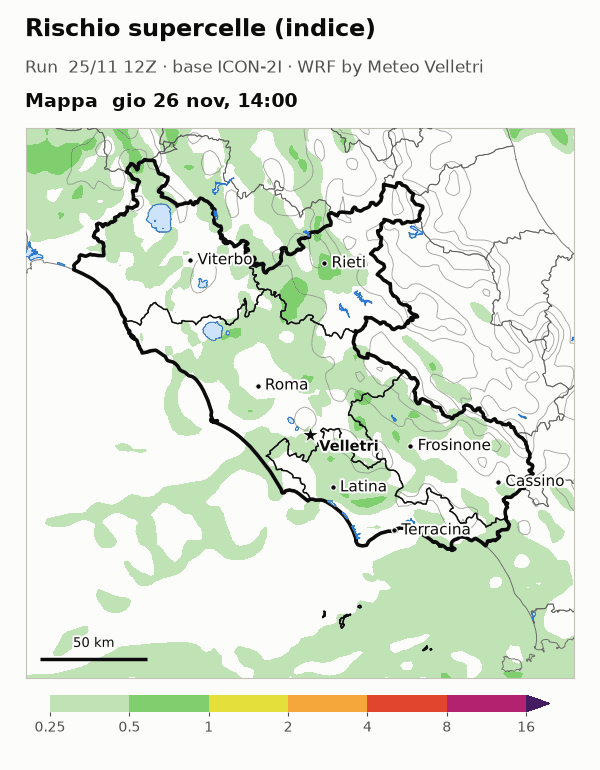 Rischio supercelle (indice)
Run  25/11 12Z · base ICON-2I · WRF by Meteo Velletri
Mappa  gio 26 nov, 14:00
Viterbo
Rieti
Roma
Velletri
Frosinone
Latina
Cassino
Terracina
50 km
0.25 0.5 1 2 4 8 16